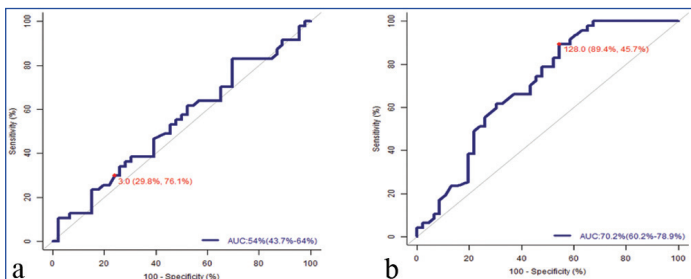 100
80
60
40
20
0
Sensitivity (%)
3.0 (29.8%, 76.1%)
AUC:54%(43.7%-64%)
0 20 40 60 80 100
100 - Specificity (%)
a
100
80
60
40
20
0
Sensitivity (%)
128.0 (89.4%, 45.7%)
AUC:70.2%(60.2%-78.9%)
0 20 40 60 80 100
100 - Specificity (%)
b